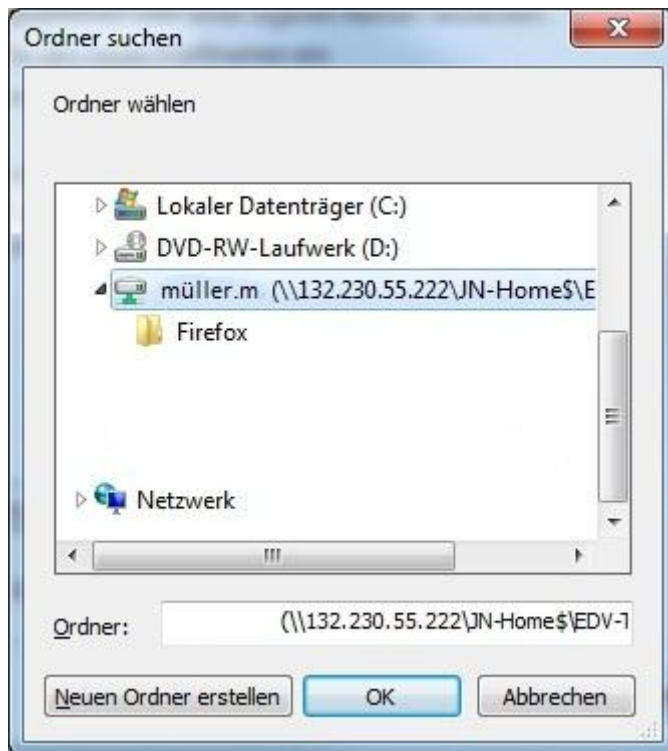 Ordner suchen
Ordner wählen
Lokaler Datenträger (C:)
DVD-RW-Laufwerk (D:)
müller.m (\\132.230.55.222\JN-Home$\E
Firefox
Netzwerk
Ordner: (\\132.230.55.222\JN-Home$\EDV-T
Neuen Ordner erstellen OK Abbrechen